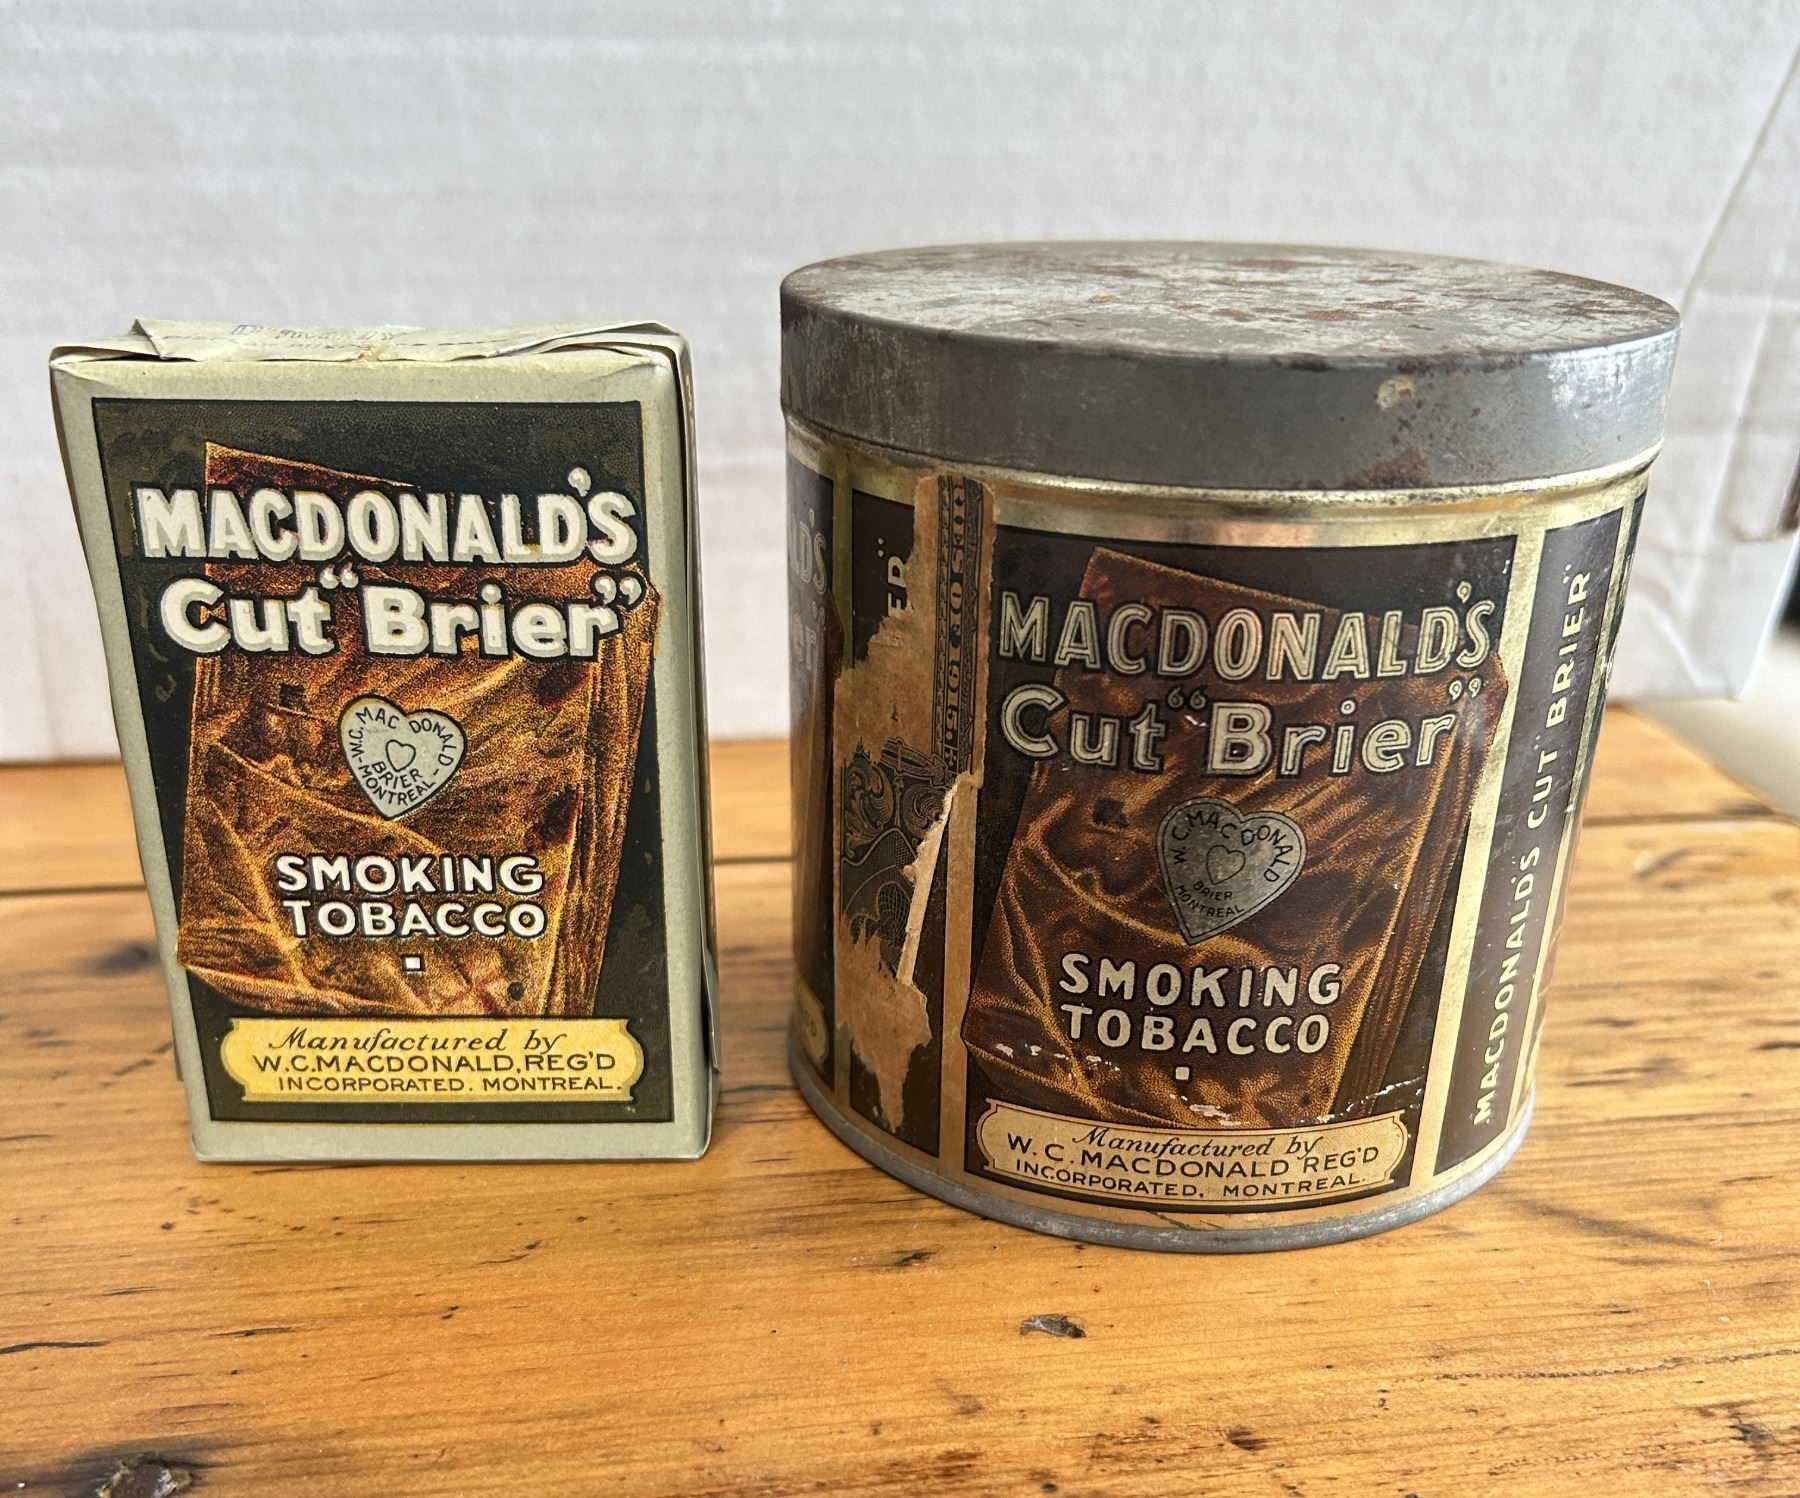 MACDONALD'S
Cut "Brier"
W.C. MAC DONALD
BRIER
MONTREAL
SMOKING
TOBACCO
Manufactured by
W.C.MACDONALD, REG'D
INCORPORATED. MONTREAL.
MACDONALD'S
Cut "Brier"
W.C. MAC DONALD
BRIER
MONTREAL
SMOKING
TOBACCO
Manufactured by
W.C.MACDONALD REG'D
INCORPORATED, MONTREAL.
MACDONALD'S CUT "BRIER"